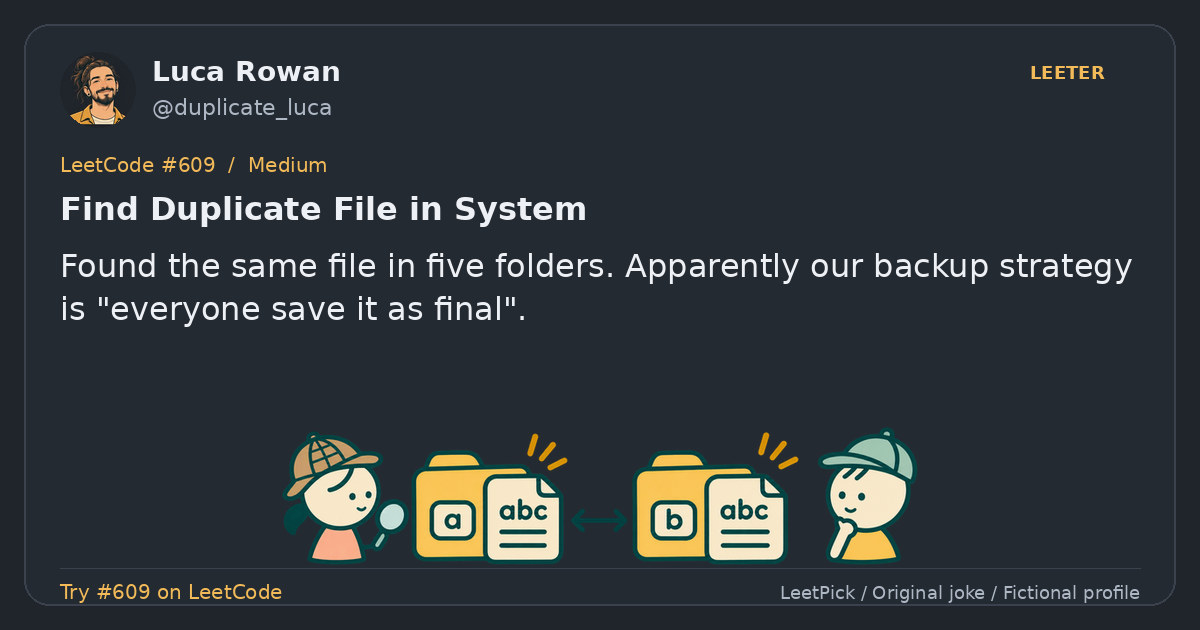 Luca Rowan
LEETER
@duplicate_luca
LeetCode #609 / Medium
Find Duplicate File in System
Found the same file in five folders. Apparently our backup strategy
is "everyone save it as final".
a
abc
b
abc
Try #609 on LeetCode
LeetPick / Original joke / Fictional profile